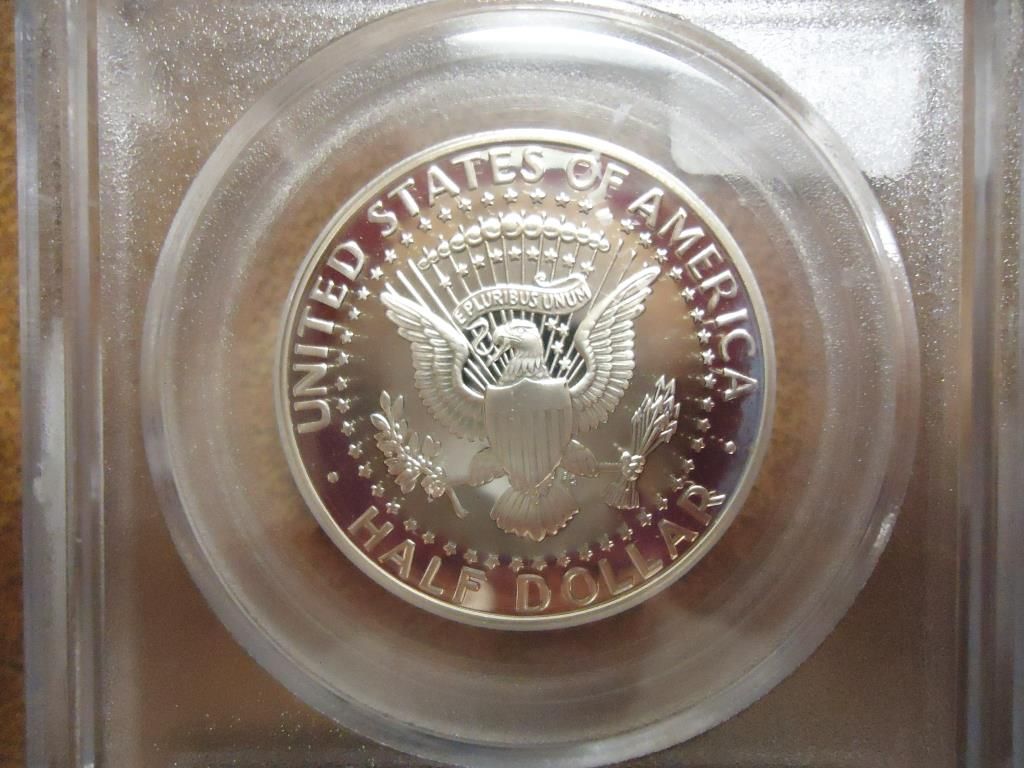 UNITED STATES OF AMERICA
E PLURIBUS UNUM
HALF DOLLAR